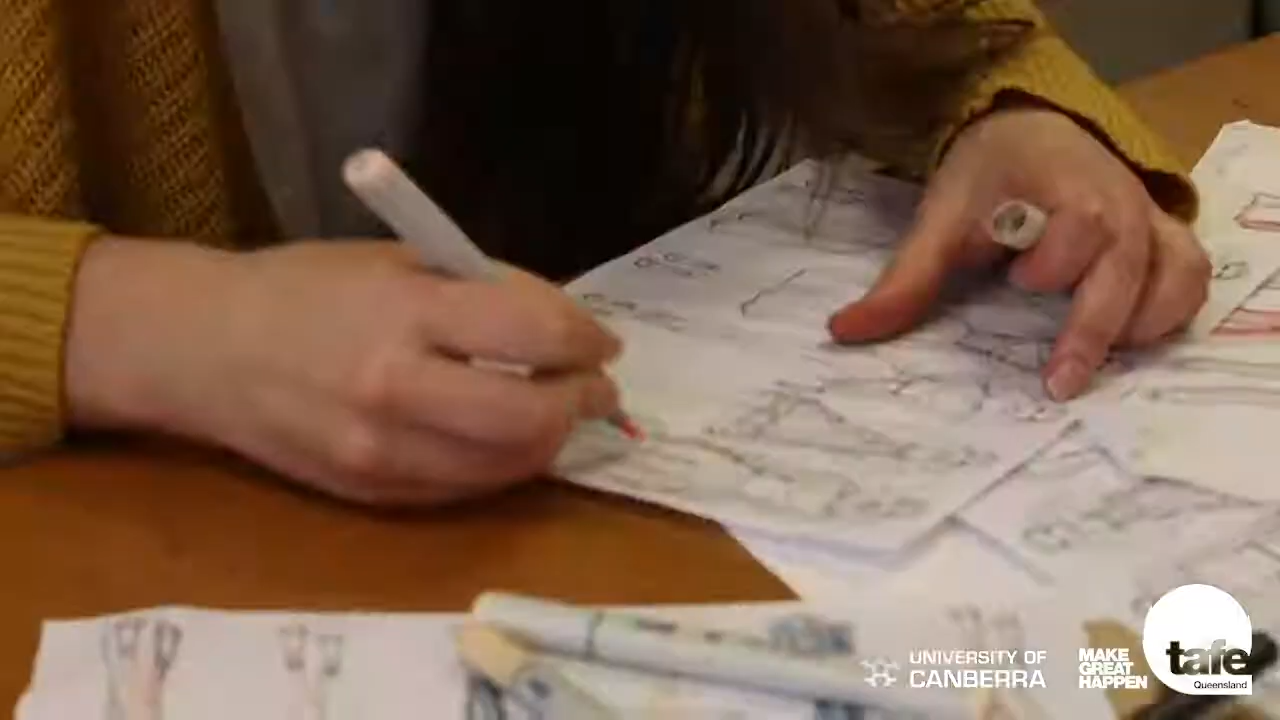 UNIVERSITY OF
CANBERRA
MAKE
GREAT
HAPPEN
tafe
Queensland